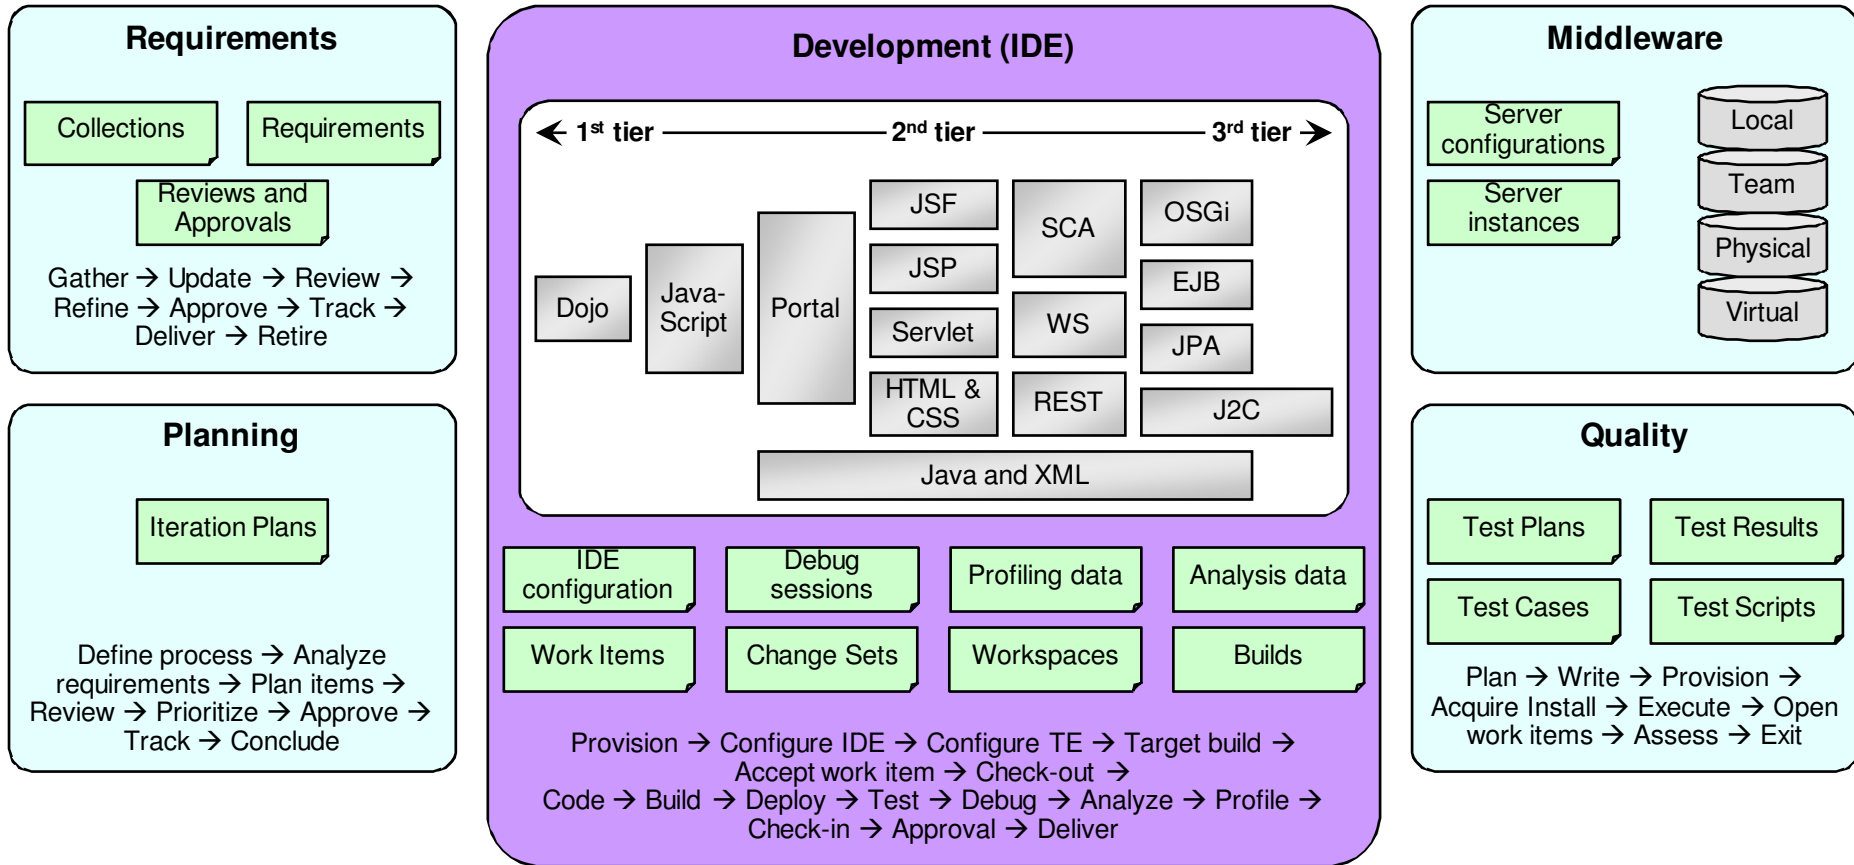 Requirements
Collections
Requirements
Reviews and
Approvals
Gather → Update → Review →
Refine → Approve → Track →
Deliver → Retire
Planning
Iteration Plans
Define process → Analyze
requirements → Plan items →
Review → Prioritize → Approve →
Track → Conclude
Development (IDE)
1st tier
2nd tier
3rd tier
Dojo
Java-
Script
Portal
JSF
JSP
Servlet
HTML &
CSS
SCA
WS
REST
OSGi
EJB
JPA
J2C
Java and XML
IDE
configuration
Debug
sessions
Profiling data
Analysis data
Work Items
Change Sets
Workspaces
Builds
Provision → Configure IDE → Configure TE → Target build →
Accept work item → Check-out →
Code → Build → Deploy → Test → Debug → Analyze → Profile →
Check-in → Approval → Deliver
Middleware
Server
configurations
Server
instances
Local
Team
Physical
Virtual
Quality
Test Plans
Test Results
Test Cases
Test Scripts
Plan → Write → Provision →
Acquire Install → Execute → Open
work items → Assess → Exit